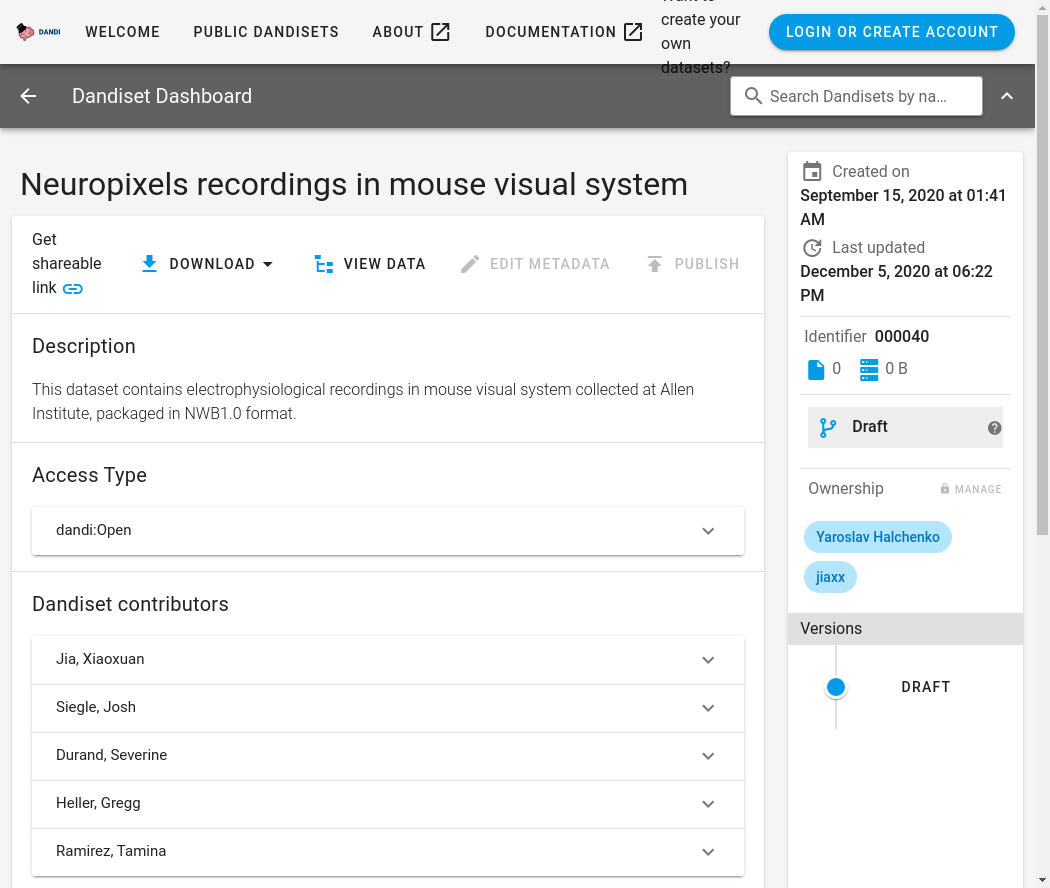 DANDI
WELCOME
PUBLIC DANDISETS
ABOUT
DOCUMENTATION
create your
own
datasets?
LOGIN OR CREATE ACCOUNT
Dandiset Dashboard
Search Dandisets by na…
Neuropixels recordings in mouse visual system
Get
shareable
link
DOWNLOAD
VIEW DATA
EDIT METADATA
PUBLISH
Description
This dataset contains electrophysiological recordings in mouse visual system collected at Allen
Institute, packaged in NWB1.0 format.
Access Type
dandi:Open
Dandiset contributors
Jia, Xiaoxuan
Siegle, Josh
Durand, Severine
Heller, Gregg
Ramirez, Tamina
Created on
September 15, 2020 at 01:41
AM
Last updated
December 5, 2020 at 06:22
PM
Identifier 000040
0 0 B
Draft
Ownership
MANAGE
Yaroslav Halchenko
jiaxx
Versions
DRAFT